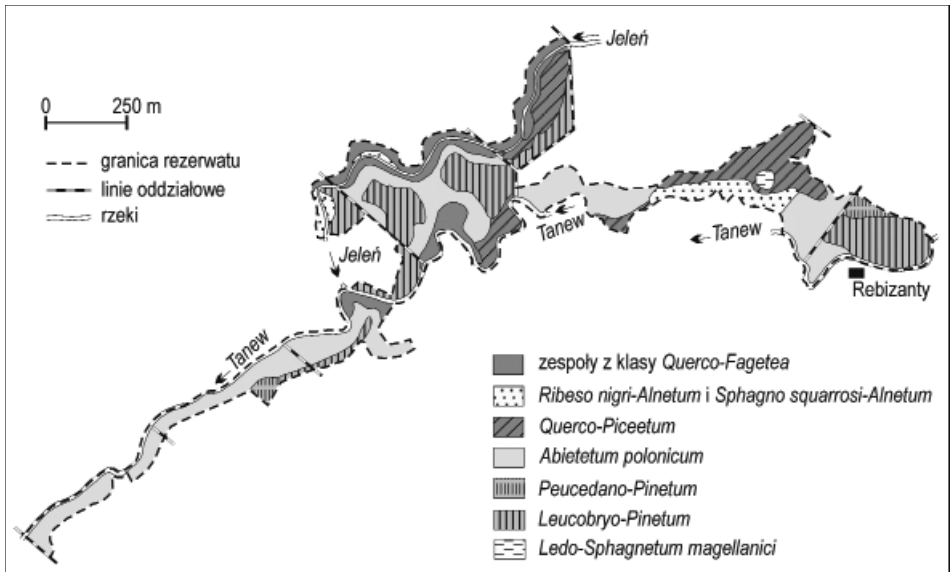 Jeleń
0 250 m
granica rezerwatu
linie oddziałowe
rzeki
Tanew
Tanew
Jeleń
Rebizanty
Tanew
zespoły z klasy Querco-Fagetea
Ribeso nigri-Alnetum i Sphagno squarrosi-Alnetum
Querco-Piceetum
Abietetum polonicum
Peucedano-Pinetum
Leucobryo-Pinetum
Ledo-Sphagnetum magellanici